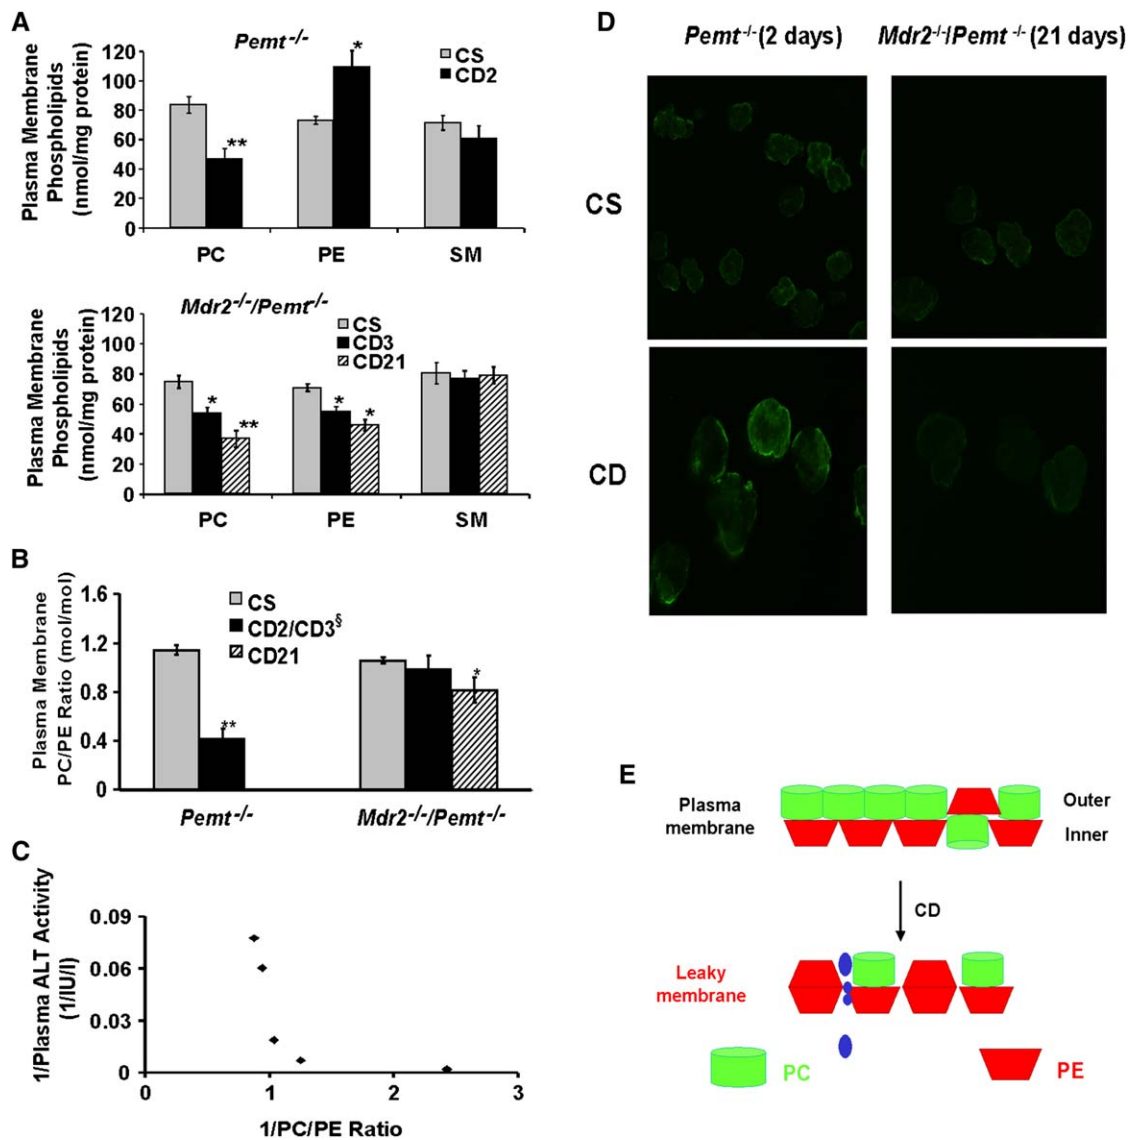 A
Pemt-/-
Plasma Membrane
Phospholipids
(nmol/mg protein)
120
100
80
60
40
20
0
CS
CD2
*
**
PC
PE
SM
Mdr2-/-/Pemt-/-
Plasma Membrane
Phospholipids
(nmol/mg protein)
120
100
80
60
40
20
0
CS
CD3
CD21
*
**
*
*
PC
PE
SM
B
Plasma Membrane
PC/PE Ratio (mol/mol)
1.6
1.2
0.8
0.4
0
CS
CD2/CD3§
CD21
**
*
Pemt-/-
Mdr2-/-/Pemt-/-
C
1/Plasma ALT Activity
(1/IU/l)
0.09
0.06
0.03
0
0
1
2
3
1/PC/PE Ratio
D
Pemt-/-(2 days)
Mdr2-/-/Pemt-/- (21 days)
CS
CD
E
Plasma
membrane
Outer
Inner
CD
Leaky
membrane
PC
PE